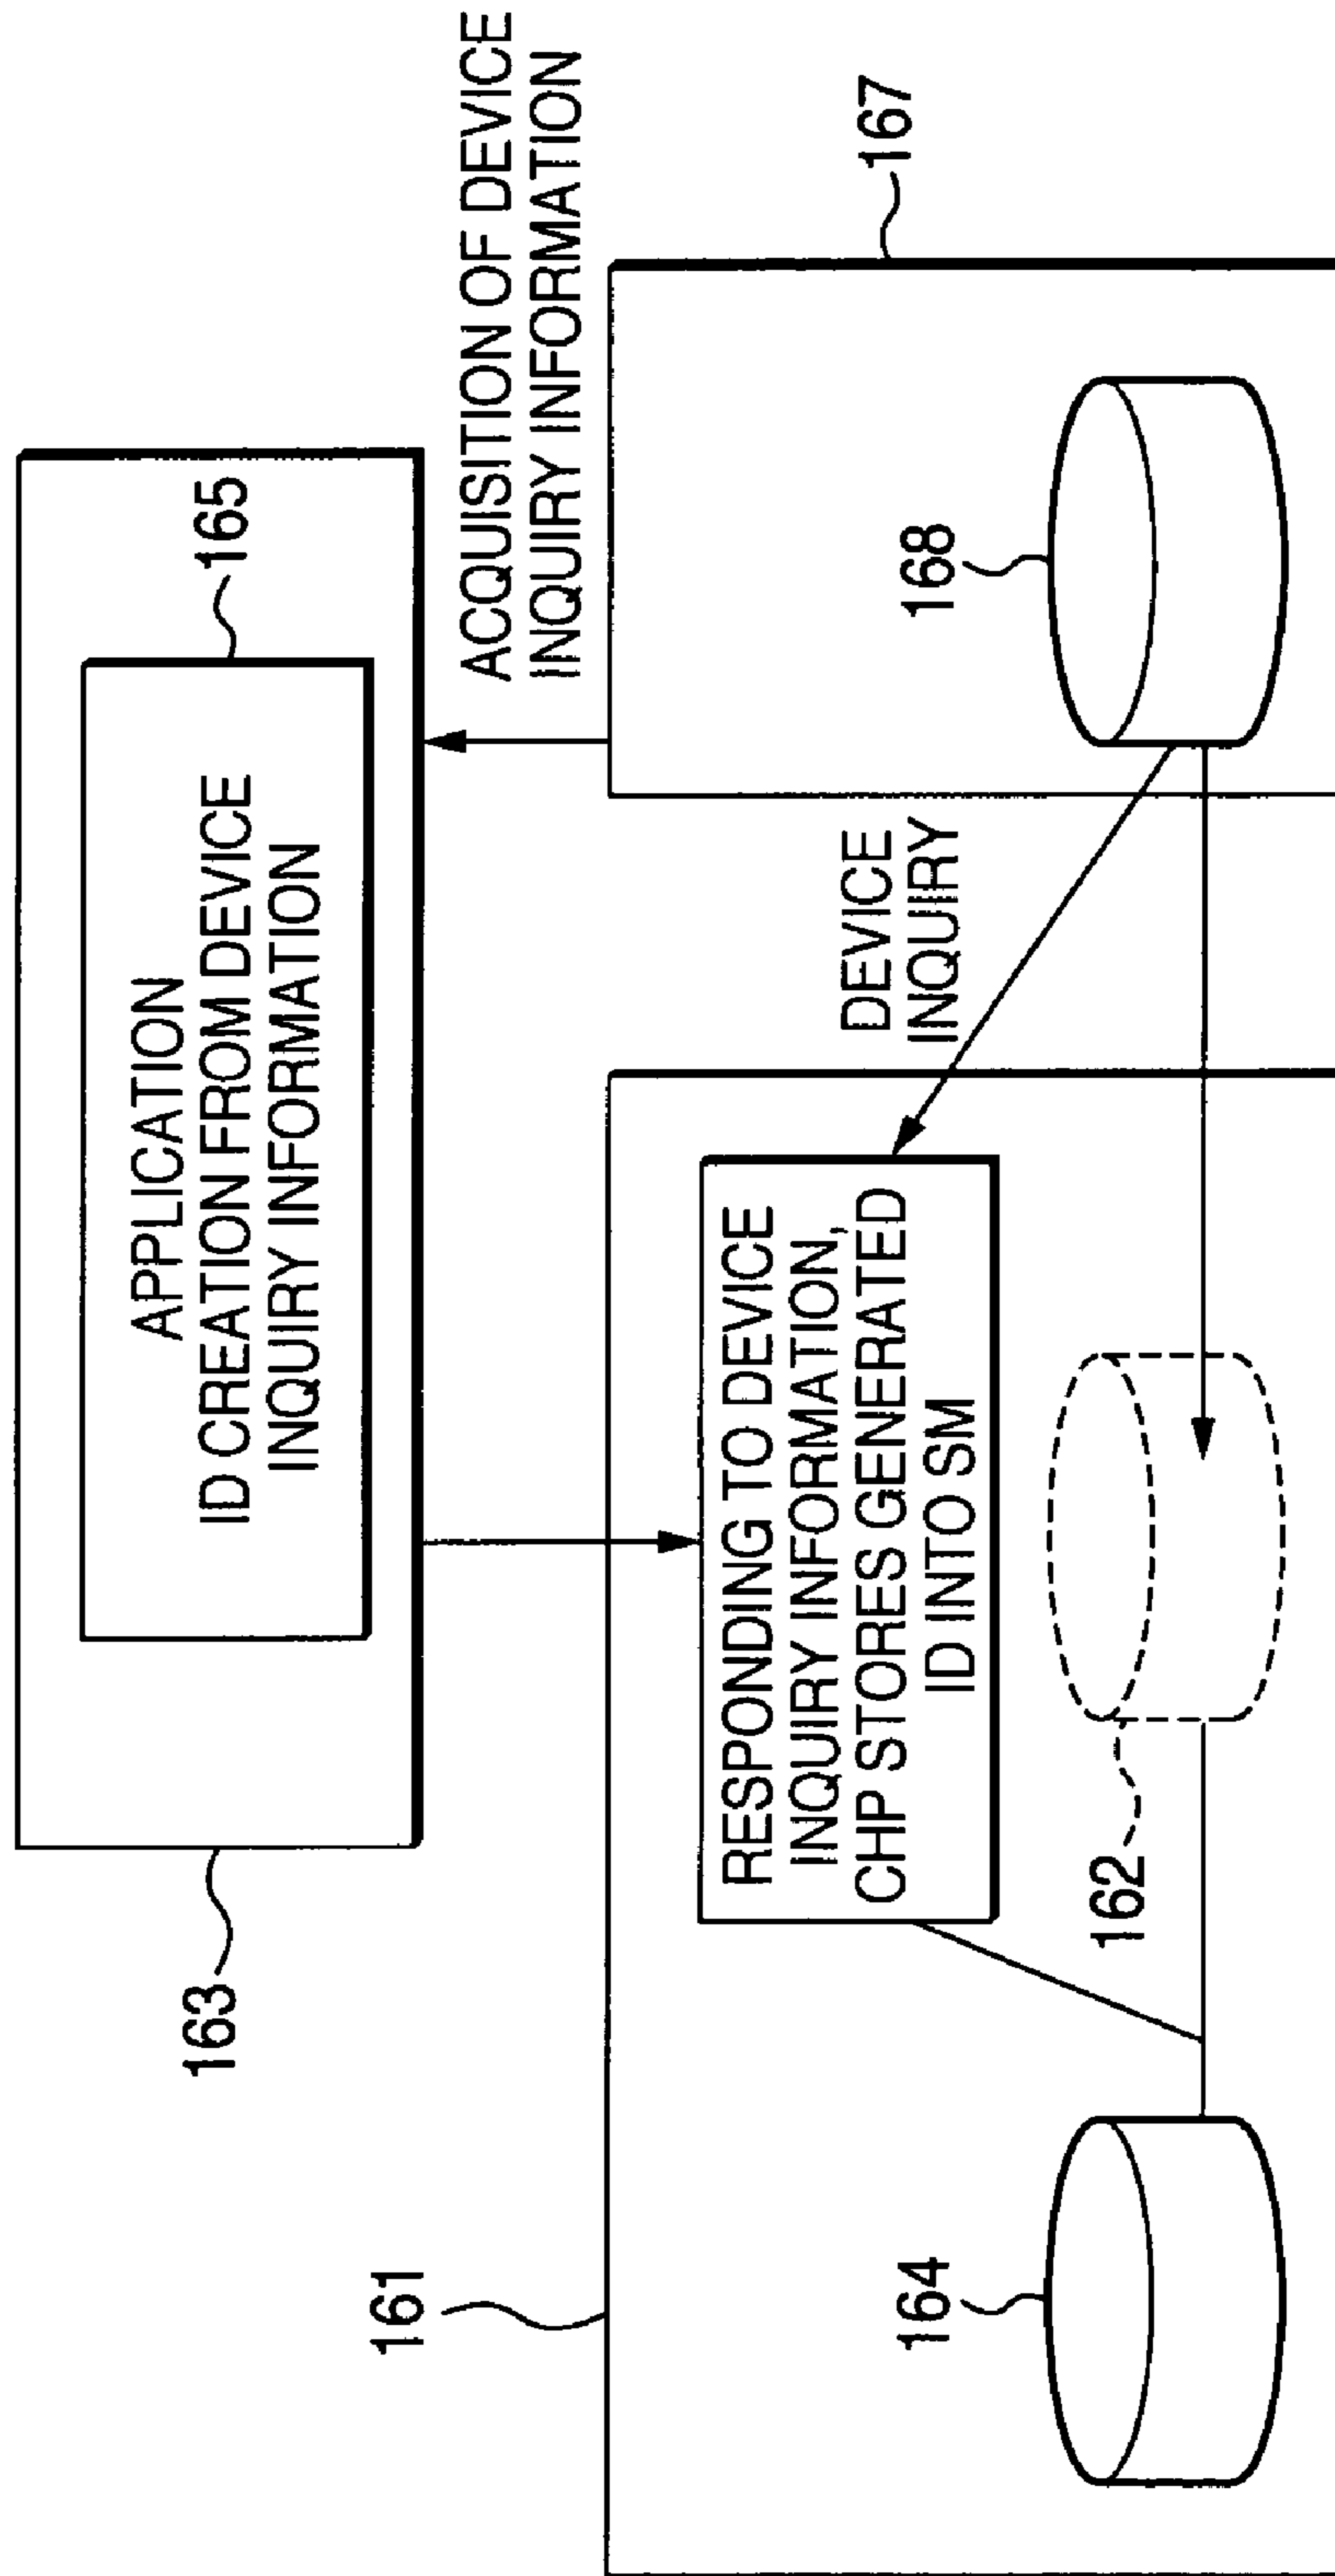 163
APPLICATION
ID CREATION FROM DEVICE
INQUIRY INFORMATION
165
ACQUISITION OF DEVICE
INQUIRY INFORMATION
161
RESPONDING TO DEVICE
INQUIRY INFORMATION,
CHP STORES GENERATED
ID INTO SM
DEVICE
INQUIRY
167
164
162
168